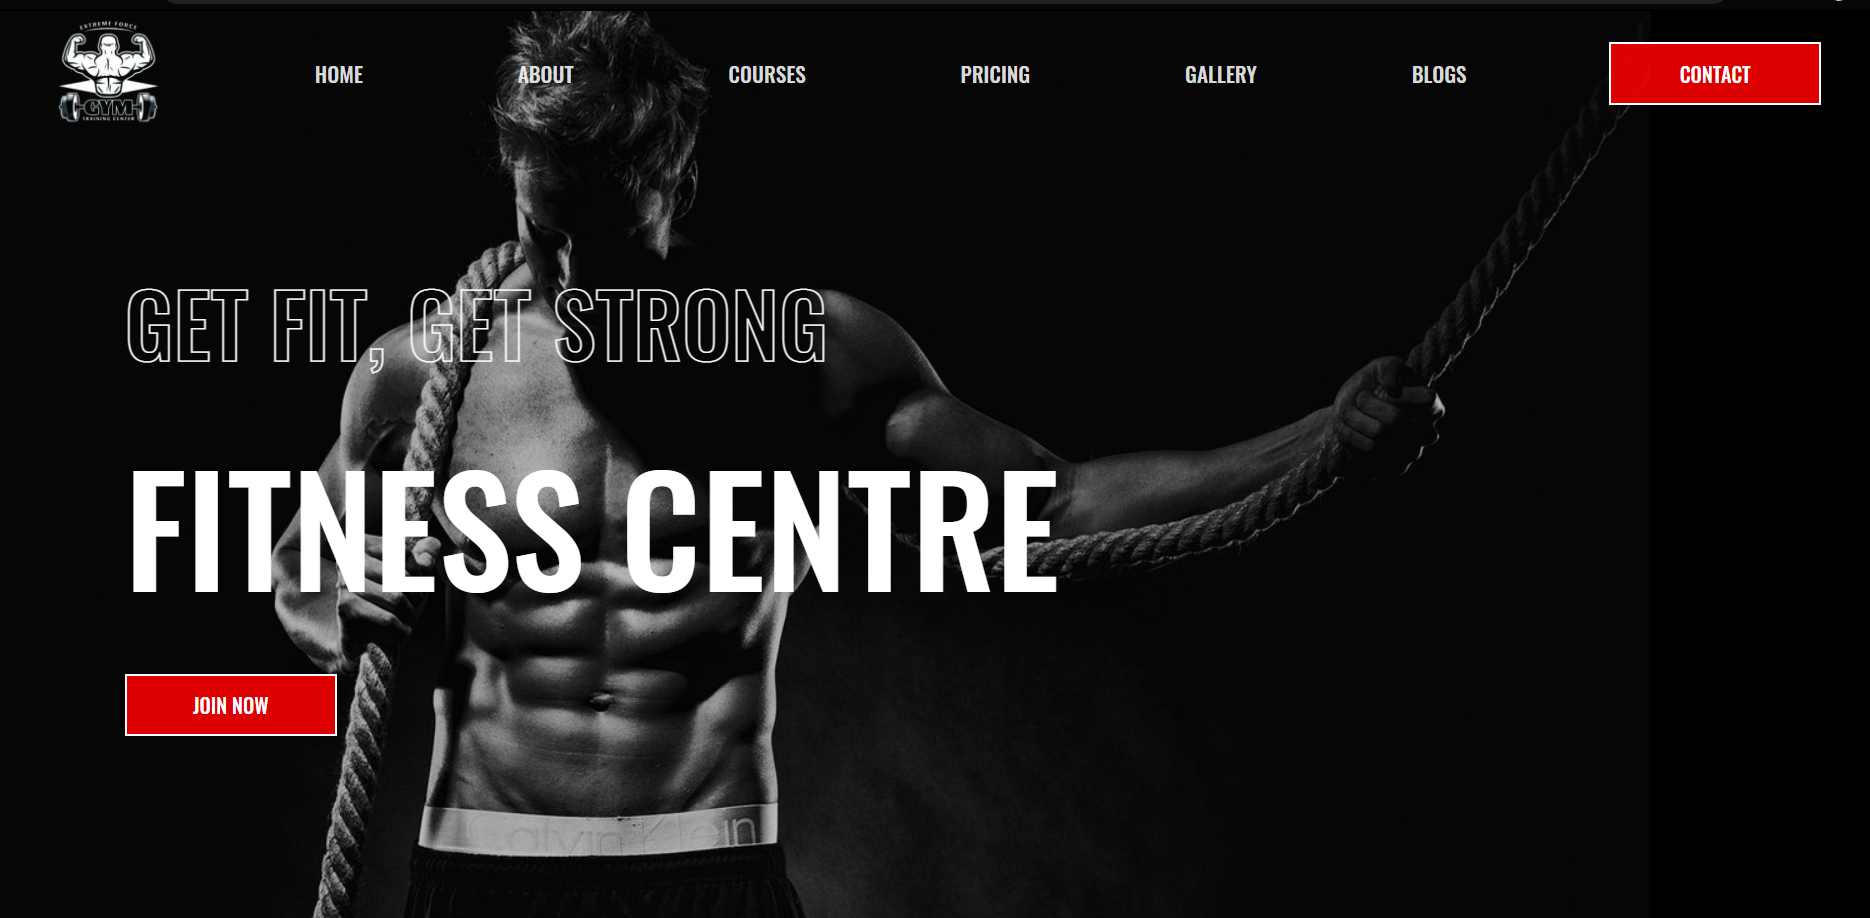 EXTREME FORCE
GYM
TRAINING CENTER
HOME
ABOUT
COURSES
PRICING
GALLERY
BLOGS
CONTACT
GET FIT, GET STRONG
FITNESS CENTRE
JOIN NOW
Calvin Klein